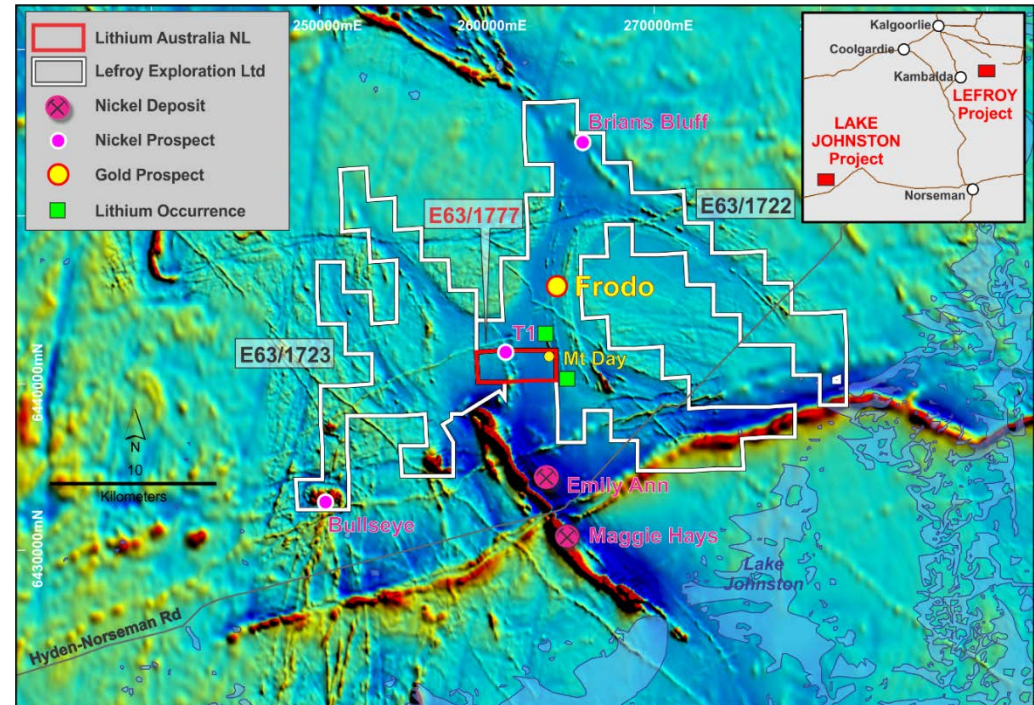 250000mE
260000mE
270000mE
Lithium Australia NL
Lefroy Exploration Ltd
Nickel Deposit
Nickel Prospect
Gold Prospect
Lithium Occurrence
Kalgoorlie
Coolgardie
Kambalda
LEFROY
Project
LAKE
JOHNSTON
Project
Norseman
Brians Bluff
E63/1777
E63/1722
Frodo
T1
Mt Day
E63/1723
6440000mN
N
10
Kilometers
Emily Ann
Bullseye
Maggie Hays
6430000mN
Lake
Johnston
Hyden-Norseman Rd